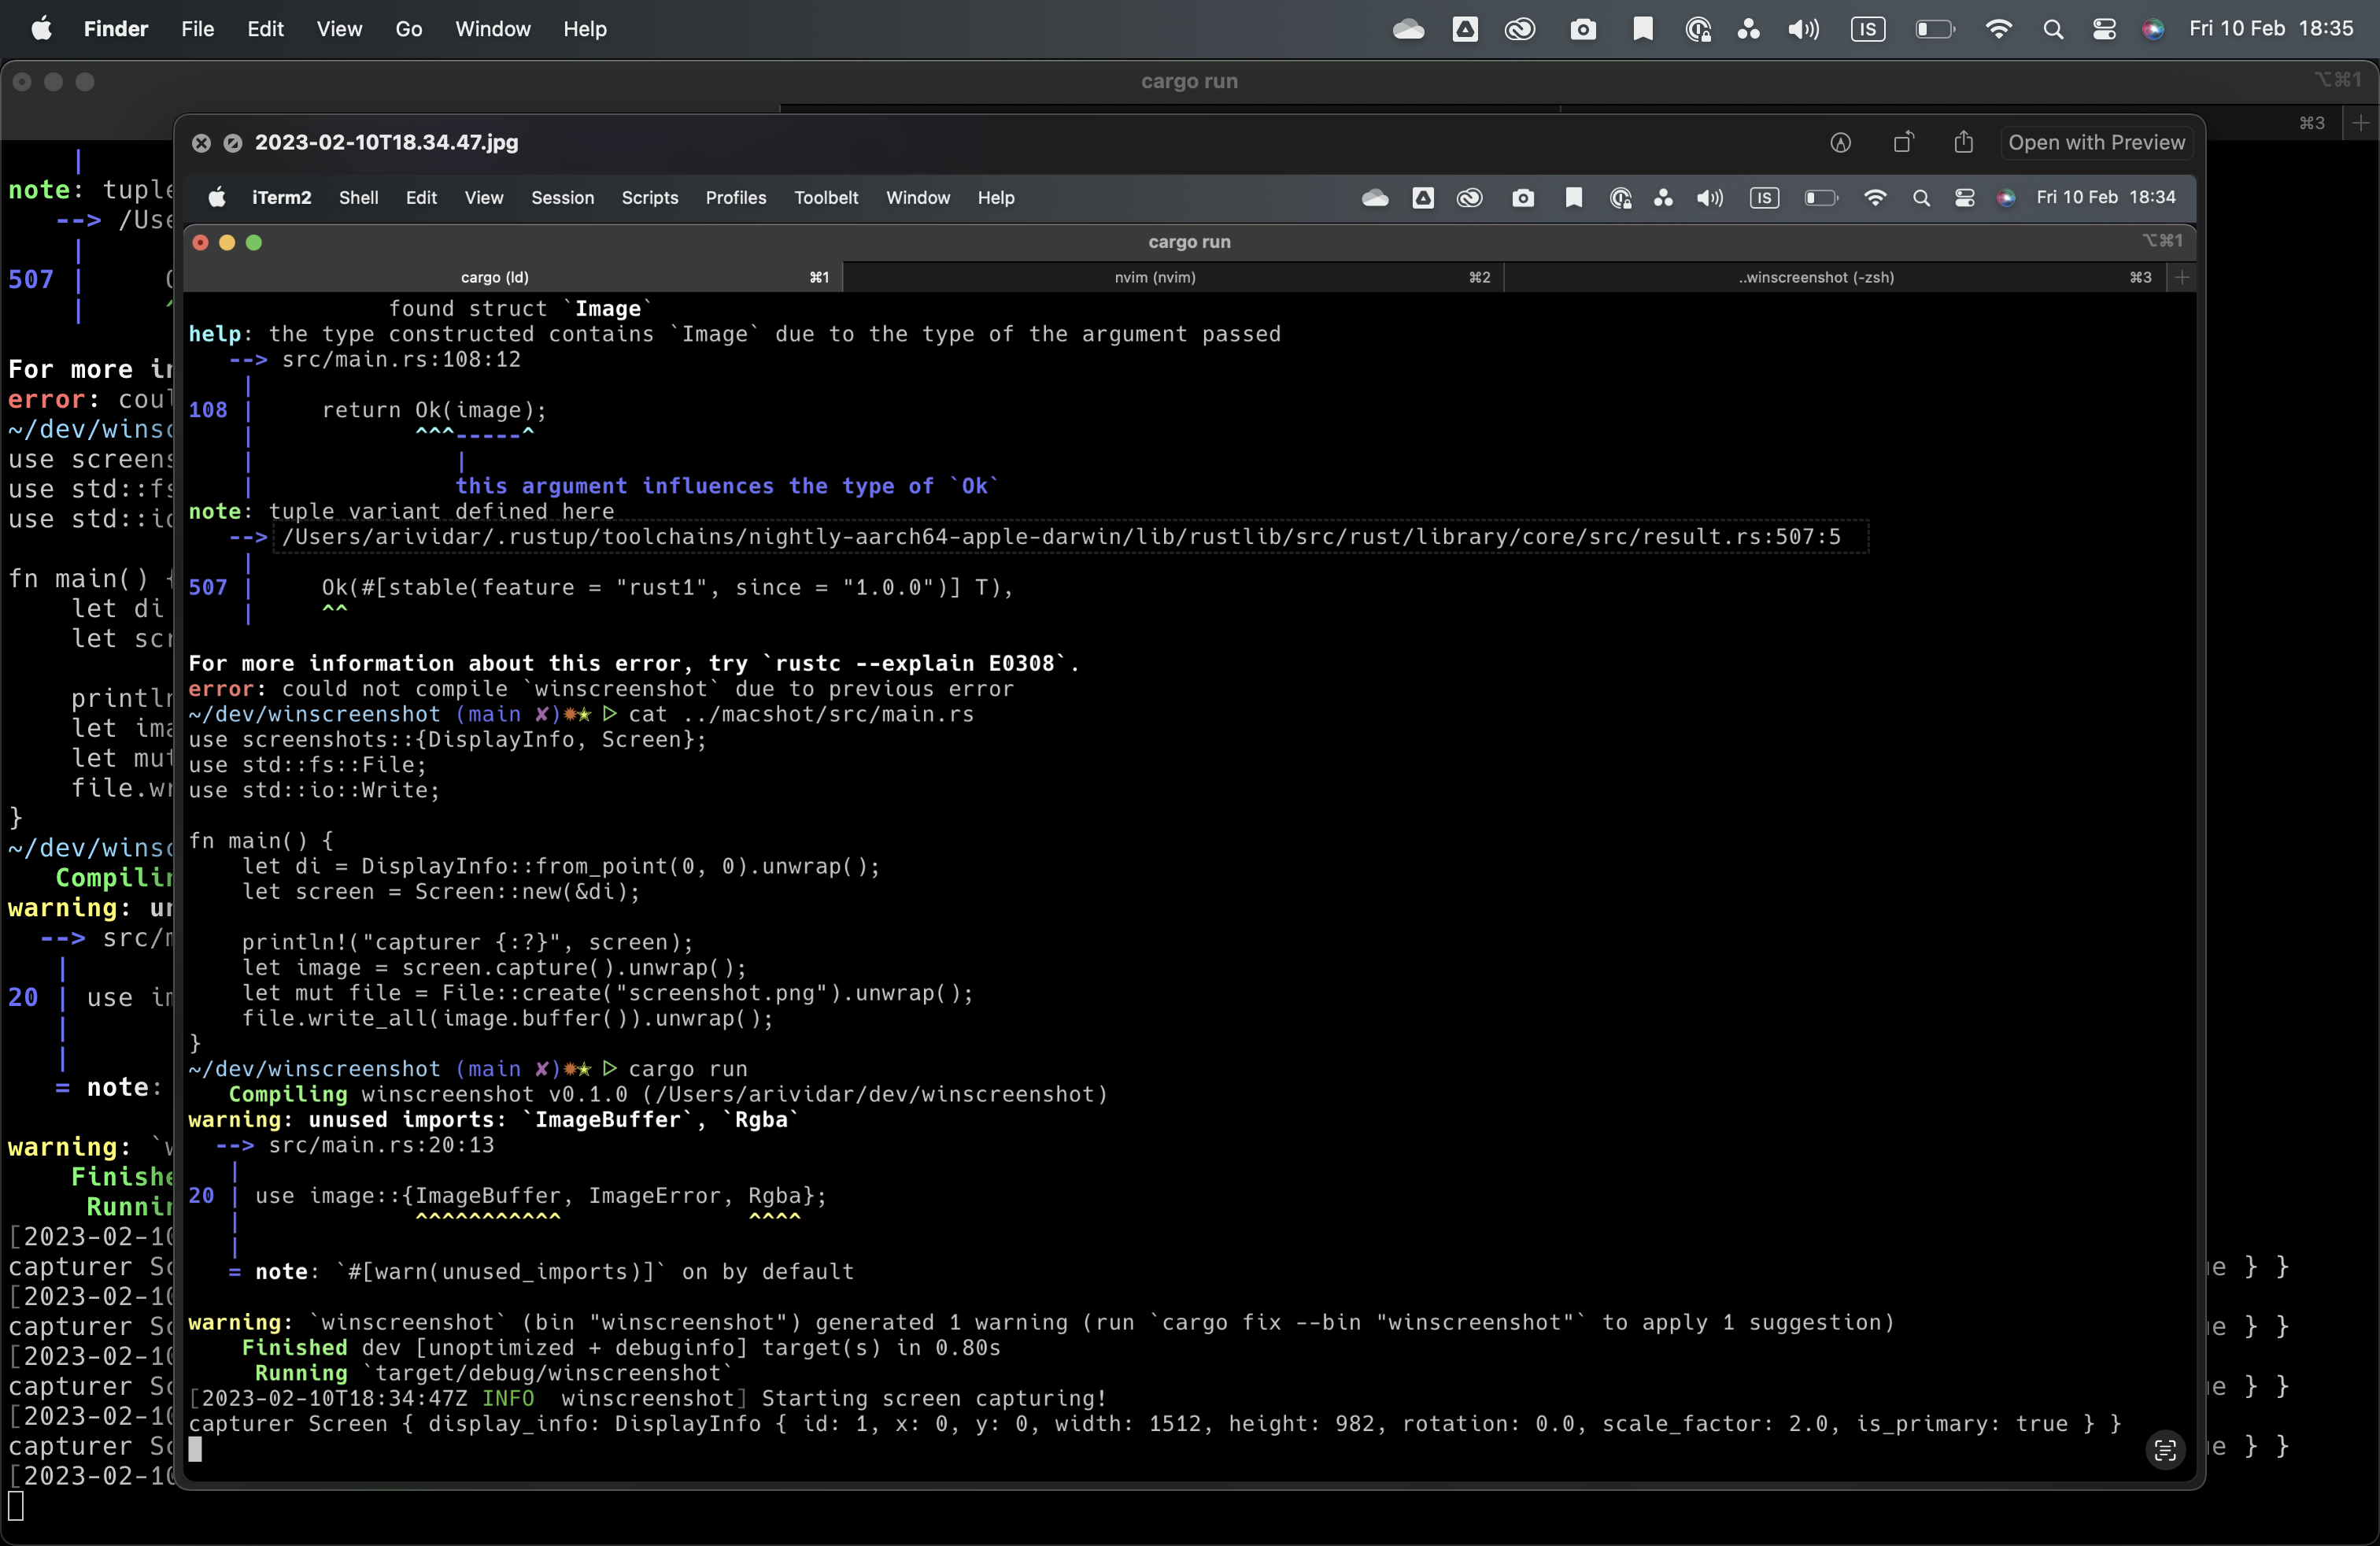 Finder File Edit View Go Window Help IS Fri 10 Feb 18:35
cargo run ⌥⌘1
⌘3 +
note: tuple
--> /Use
507 |
For more in
error: coul
~/dev/winsc
use screens
use std::fs
use std::io
fn main() {
let di
let scr
println
let ima
let mut
file.wr
}
~/dev/winsc
Compilin
warning: un
--> src/m
20 | use im
= note:
warning: `w
Finishe
Runnin
[2023-02-10
capturer Sc
[2023-02-10
capturer Sc
[2023-02-10
capturer Sc
[2023-02-10
capturer Sc
[2023-02-10
ue } }
ue } }
ue } }
ue } }
2023-02-10T18.34.47.jpg Open with Preview
iTerm2 Shell Edit View Session Scripts Profiles Toolbelt Window Help IS Fri 10 Feb 18:34
cargo run ⌥⌘1
cargo (ld) ⌘1 nvim (nvim) ⌘2 ..winscreenshot (-zsh) ⌘3 +
found struct `Image`
help: the type constructed contains `Image` due to the type of the argument passed
--> src/main.rs:108:12
|
108 | return Ok(image);
| ^^^-----^
| |
| this argument influences the type of `Ok`
note: tuple variant defined here
--> /Users/arividar/.rustup/toolchains/nightly-aarch64-apple-darwin/lib/rustlib/src/rust/library/core/src/result.rs:507:5
|
507 | Ok(#[stable(feature = "rust1", since = "1.0.0")] T),
| ^^
For more information about this error, try `rustc --explain E0308`.
error: could not compile `winscreenshot` due to previous error
~/dev/winscreenshot (main ✘)✹✭ ▷ cat ../macshot/src/main.rs
use screenshots::{DisplayInfo, Screen};
use std::fs::File;
use std::io::Write;
fn main() {
let di = DisplayInfo::from_point(0, 0).unwrap();
let screen = Screen::new(&di);
println!("capturer {:?}", screen);
let image = screen.capture().unwrap();
let mut file = File::create("screenshot.png").unwrap();
file.write_all(image.buffer()).unwrap();
}
~/dev/winscreenshot (main ✘)✹✭ ▷ cargo run
Compiling winscreenshot v0.1.0 (/Users/arividar/dev/winscreenshot)
warning: unused imports: `ImageBuffer`, `Rgba`
--> src/main.rs:20:13
|
20 | use image::{ImageBuffer, ImageError, Rgba};
| ^^^^^^^^^^^ ^^^^
|
= note: `#[warn(unused_imports)]` on by default
warning: `winscreenshot` (bin "winscreenshot") generated 1 warning (run `cargo fix --bin "winscreenshot"` to apply 1 suggestion)
Finished dev [unoptimized + debuginfo] target(s) in 0.80s
Running `target/debug/winscreenshot`
[2023-02-10T18:34:47Z INFO winscreenshot] Starting screen capturing!
capturer Screen { display_info: DisplayInfo { id: 1, x: 0, y: 0, width: 1512, height: 982, rotation: 0.0, scale_factor: 2.0, is_primary: true } }